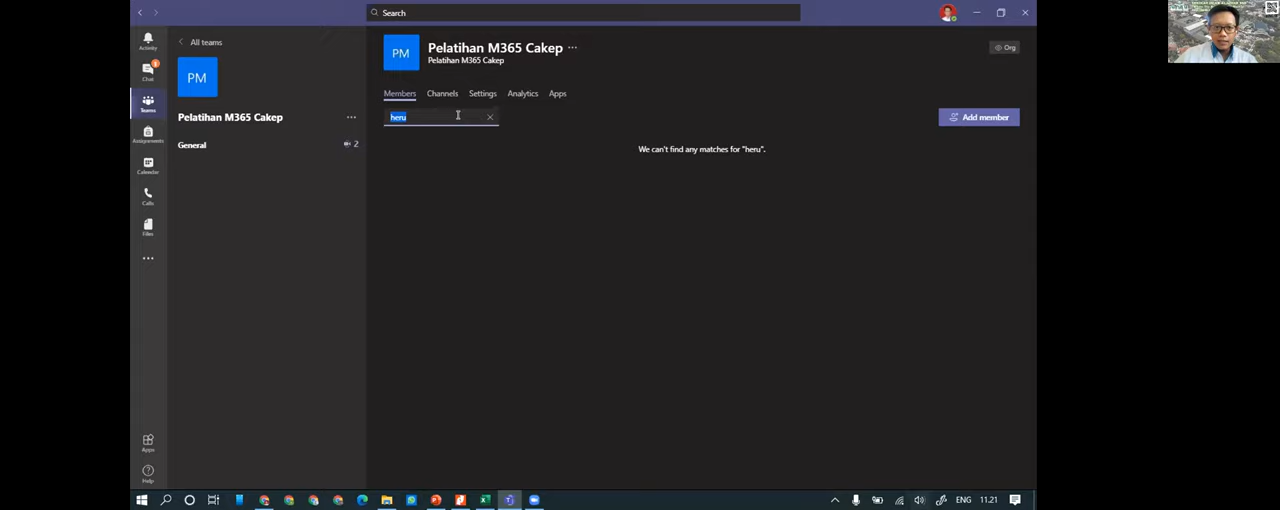 Search
Activity
Chat
Teams
Assignments
Calendar
Calls
Files
Apps
Help
All teams
PM
Pelatihan M365 Cakep
General
2
PM
Pelatihan M365 Cakep
Pelatihan M365 Cakep
Org
Members Channels Settings Analytics Apps
heru
Add member
We can't find any matches for "heru".
ENG 11.21